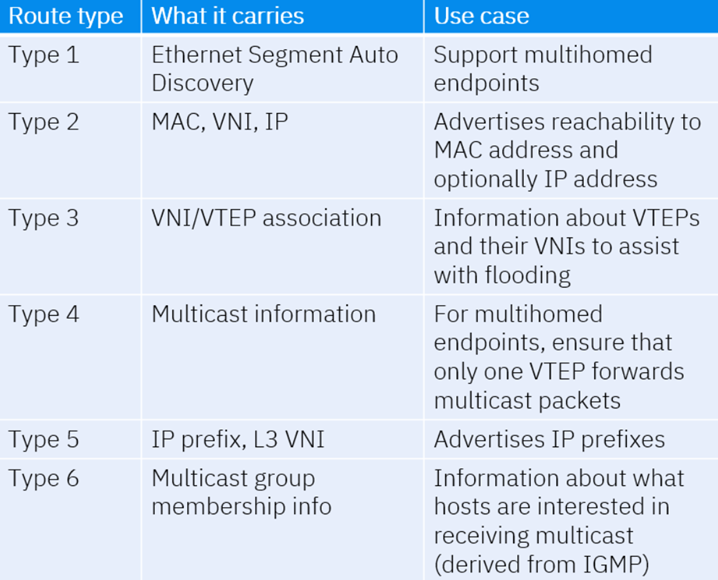 Route type What it carries Use case
Type 1 Ethernet Segment Auto Support multihomed
Discovery endpoints
Type 2 MAC, VNI, IP Advertises reachability to
MAC address and
optionally IP address
Type 3 VNI/VTEP association Information about VTEPs
and their VNIs to assist
with flooding
Type 4 Multicast information For multihomed
endpoints, ensure that
only one VTEP forwards
multicast packets
Type 5 IP prefix, L3 VNI Advertises IP prefixes
Type 6 Multicast group Information about what
membership info hosts are interested in
receiving multicast
(derived from IGMP)